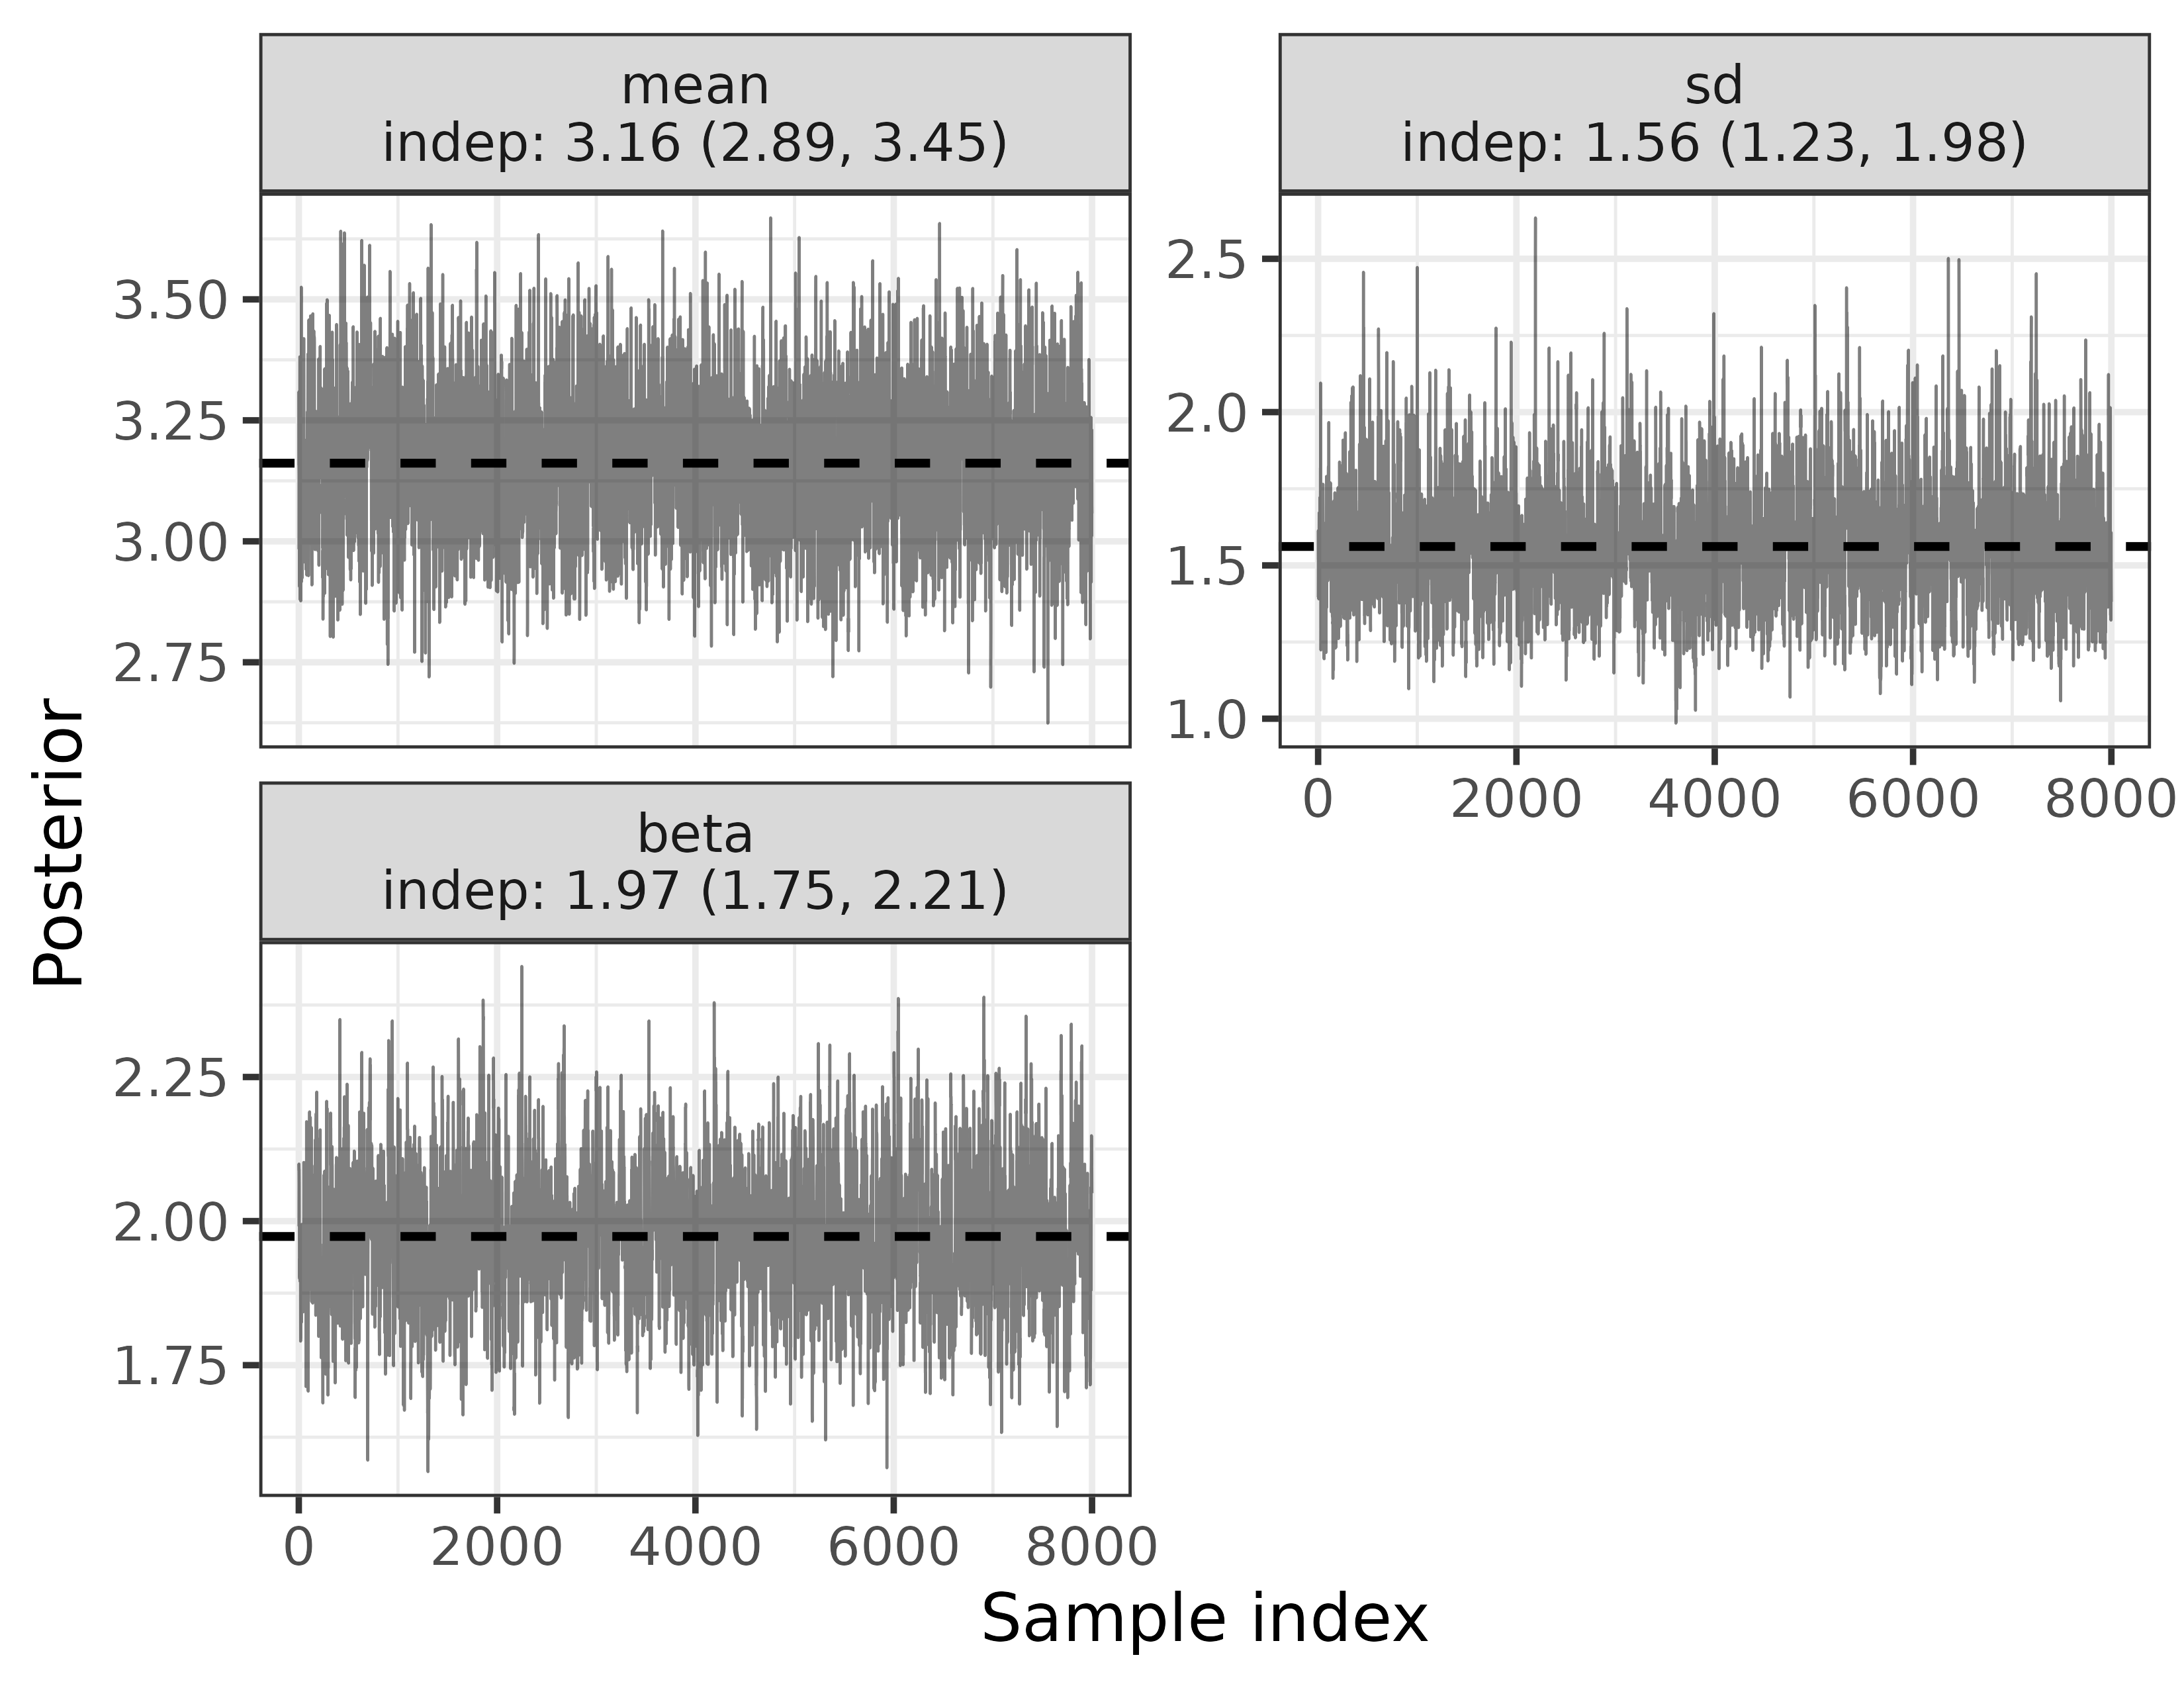 mean
indep: 3.16 (2.89, 3.45)
sd
indep: 1.56 (1.23, 1.98)
3.50
3.25
3.00
2.75
2.5
2.0
1.5
1.0
0 2000 4000 6000 8000
Posterior
beta
indep: 1.97 (1.75, 2.21)
2.25
2.00
1.75
0 2000 4000 6000 8000
Sample index